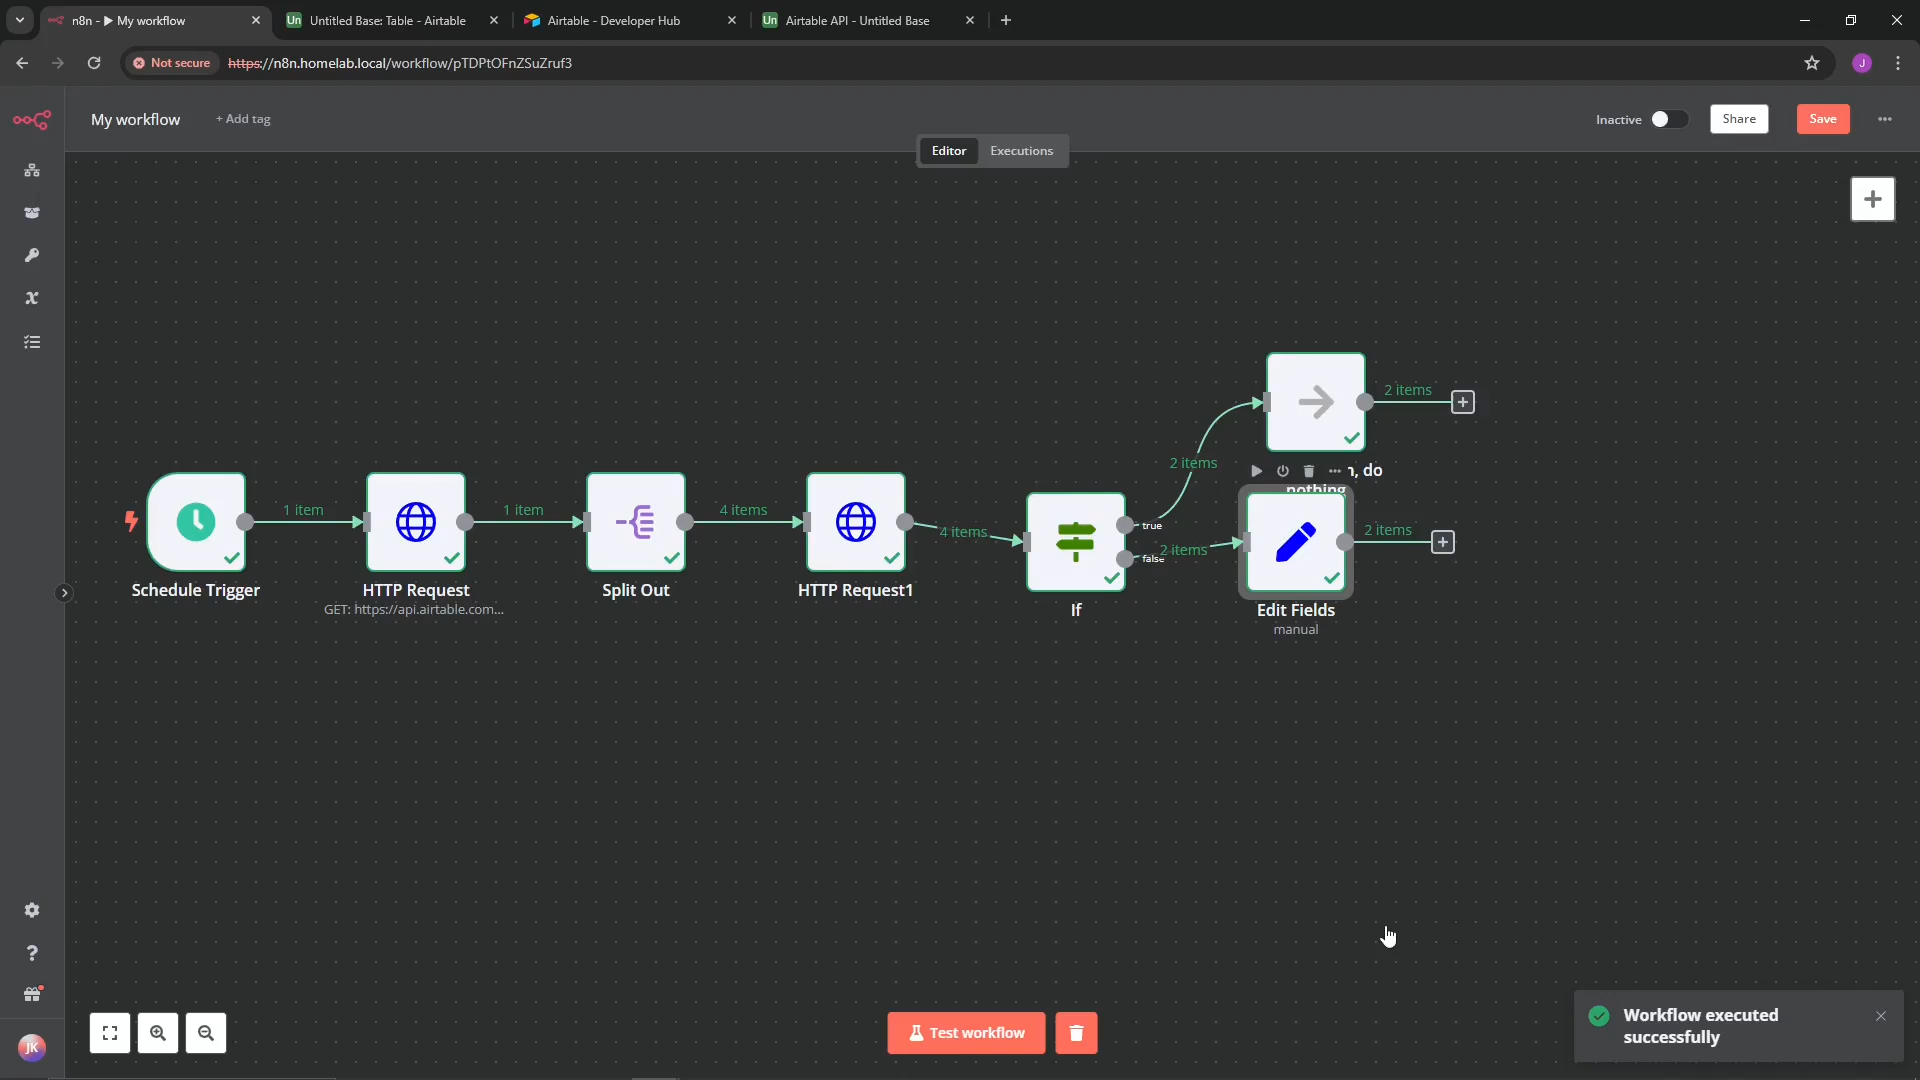 n8n - ▶ My workflow
Untitled Base: Table - Airtable
Airtable - Developer Hub
Airtable API - Untitled Base
Not secure
https://n8n.homelab.local/workflow/pTDPtOFnZSuZruf3
J
My workflow
+ Add tag
Inactive
Share
Save
Editor
Executions
2 items
2 items
n, do
nothing
1 item
1 item
4 items
4 items
true
false
2 items
2 items
Schedule Trigger
HTTP Request
GET: https://api.airtable.com...
Split Out
HTTP Request1
If
Edit Fields
manual
JK
Test workflow
Workflow executed
successfully